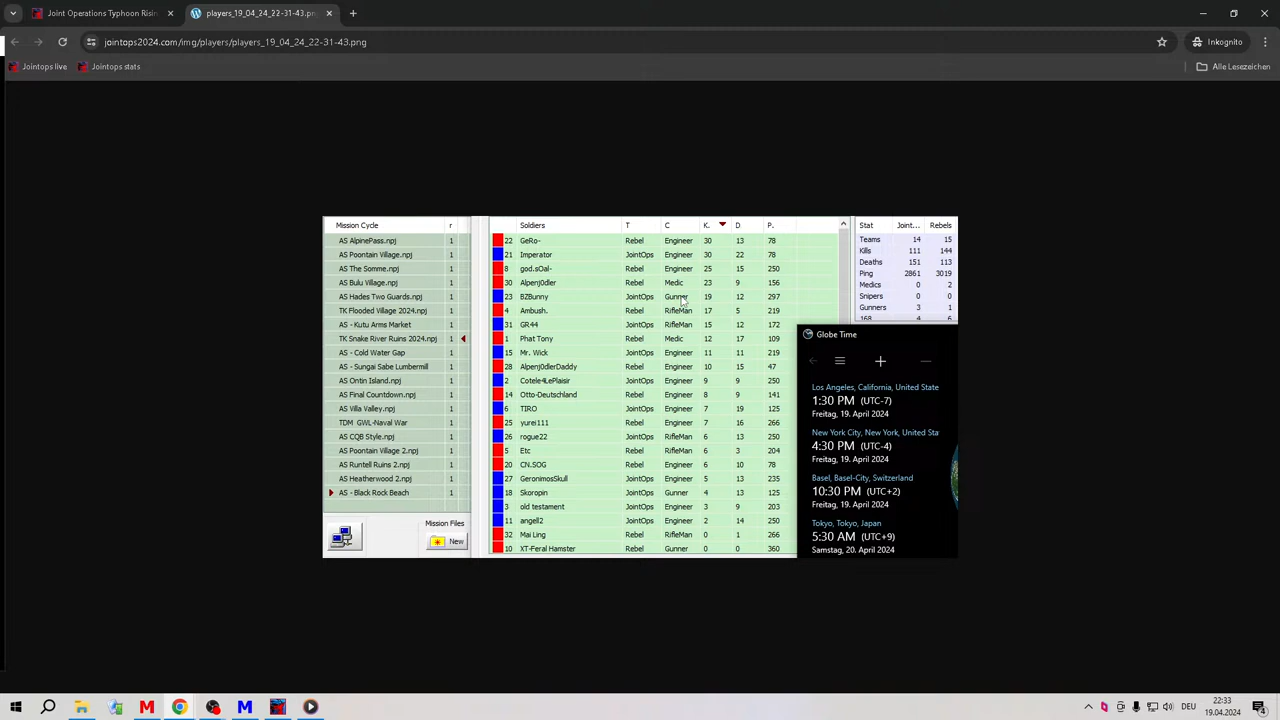 Joint Operations Typhoon Risin
players_19_04_24_22-31-43.pn
jointops2024.com/img/players/players_19_04_24_22-31-43.png
Inkognito
Jointops live
Jointops stats
Alle Lesezeichen
Mission Cycle r
AS AlpinePass.npj 1
AS Poontain Village.npj 1
AS The Somme.npj 1
AS Bulu Village.npj 1
AS Hades Two Guards.npj 1
TK Flooded Village 2024.npj 1
AS - Kutu Arms Market 1
TK Snake River Ruins 2024.npj 1
AS - Cold Water Gap 1
AS - Sungai Sabe Lumbermill 1
AS Ontin Island.npj 1
AS Final Countdown.npj 1
AS Villa Valley.npj 1
TDM GWL-Naval War 1
AS CQB Style.npj 1
AS Poontain Village 2.npj 1
AS Runtell Ruins 2.npj 1
AS Heatherwood 2.npj 1
AS - Black Rock Beach 1
Mission Files
New
Soldiers T C K. D P.
22 GeRo- Rebel Engineer 30 13 78
21 Imperator JointOps Engineer 30 22 78
8 god.sOal- Rebel Engineer 25 15 250
30 Alpenj0dler Rebel Medic 23 9 156
23 BZBunny JointOps Gunner 19 12 297
4 Ambush. Rebel RifleMan 17 5 219
31 GR44 JointOps RifleMan 15 12 172
1 Phat Tony Rebel Medic 12 17 109
15 Mr. Wick JointOps Engineer 11 11 219
28 Alpenj0dlerDaddy Rebel Engineer 10 15 47
2 Cotele4LePlaisir JointOps Engineer 9 9 250
14 Otto-Deutschland Rebel Engineer 8 9 141
6 TIRO JointOps Engineer 7 19 125
25 yurei111 Rebel Engineer 7 16 266
26 rogue22 JointOps RifleMan 6 13 250
5 Etc Rebel RifleMan 6 3 204
20 CN.SOG Rebel Engineer 6 10 78
27 GeronimosSkull JointOps Engineer 5 13 235
18 Skoropin JointOps Gunner 4 13 125
3 old testament JointOps Engineer 3 9 203
11 angell2 JointOps Engineer 2 14 250
32 Mai Ling Rebel RifleMan 0 1 266
10 XT-Feral Hamster Rebel Gunner 0 0 360
Stat Joint... Rebels
Teams 14 15
Kills 111 144
Deaths 151 113
Ping 2861 3019
Medics 0 2
Snipers 0 0
Gunners 3 1
Globe Time
Los Angeles, California, United State
1:30 PM (UTC-7)
Freitag, 19. April 2024
New York City, New York, United Sta
4:30 PM (UTC-4)
Freitag, 19. April 2024
Basel, Basel-City, Switzerland
10:30 PM (UTC+2)
Freitag, 19. April 2024
Tokyo, Tokyo, Japan
5:30 AM (UTC+9)
Samstag, 20. April 2024
DEU
22:33
19.04.2024